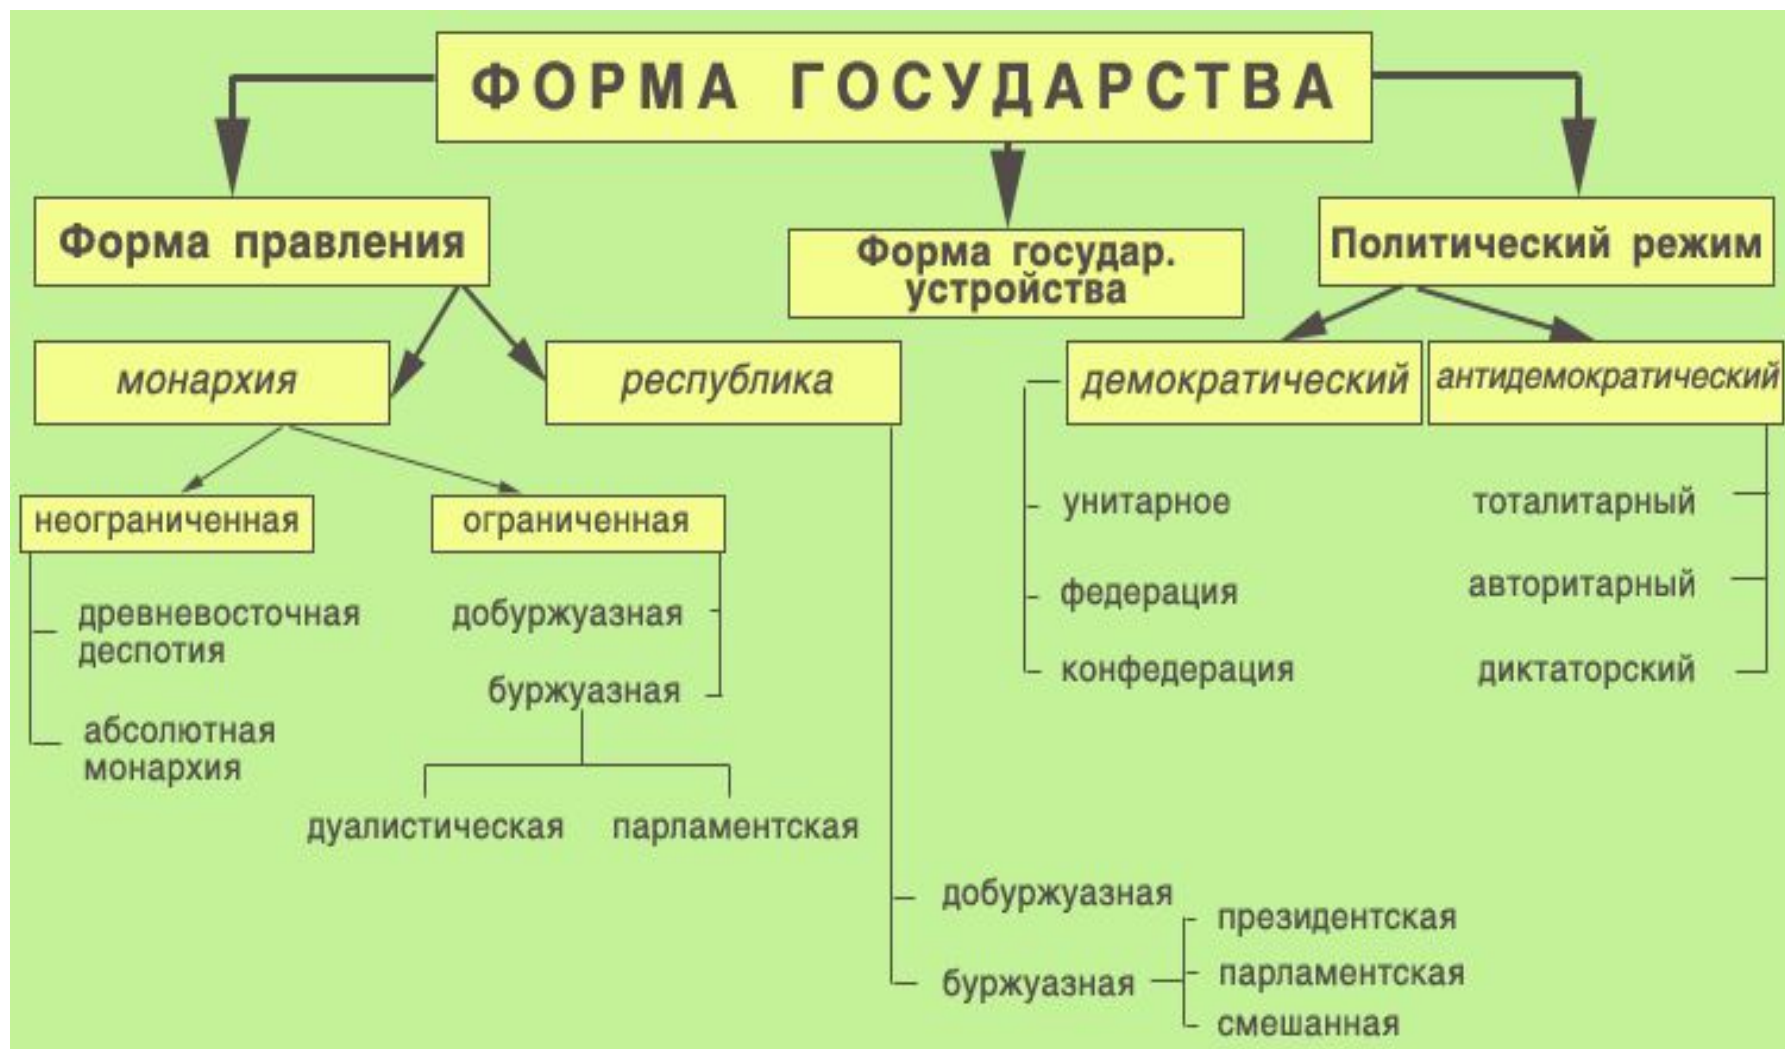 ФОРМА ГОСУДАРСТВА
Форма правления
Форма государ.
устройства
Политический режим
монархия
республика
демократический
антидемократический
неограниченная
ограниченная
унитарное
тоталитарный
древневосточная
деспотия
добуржуазная
федерация
авторитарный
буржуазная
конфедерация
диктаторский
абсолютная
монархия
дуалистическая
парламентская
добуржуазная
президентская
буржуазная
парламентская
смешанная